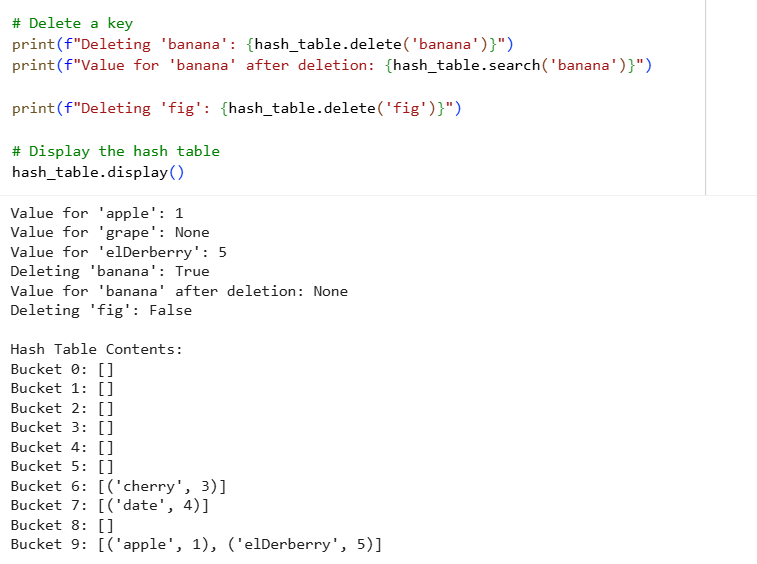 # Delete a key
print(f"Deleting 'banana': {hash_table.delete('banana')}")
print(f"Value for 'banana' after deletion: {hash_table.search('banana')}")
print(f"Deleting 'fig': {hash_table.delete('fig')}")
# Display the hash table
hash_table.display()
Value for 'apple': 1
Value for 'grape': None
Value for 'elDerberry': 5
Deleting 'banana': True
Value for 'banana' after deletion: None
Deleting 'fig': False
Hash Table Contents:
Bucket 0: []
Bucket 1: []
Bucket 2: []
Bucket 3: []
Bucket 4: []
Bucket 5: []
Bucket 6: [('cherry', 3)]
Bucket 7: [('date', 4)]
Bucket 8: []
Bucket 9: [('apple', 1), ('elDerberry', 5)]